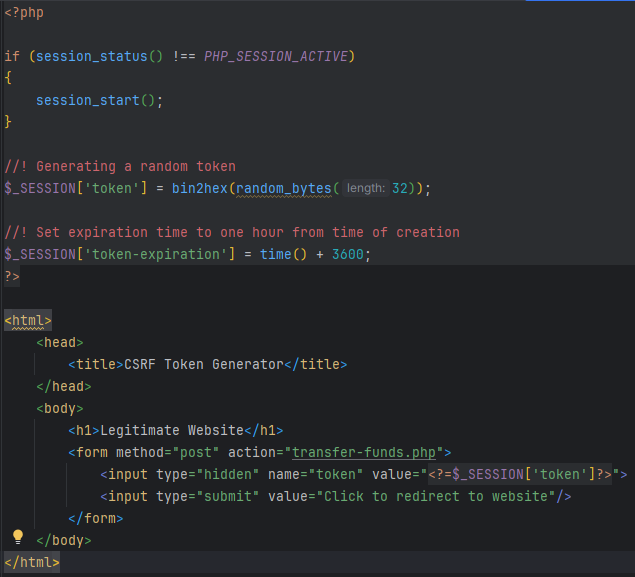 <?php
if (session_status() !== PHP_SESSION_ACTIVE)
{
    session_start();
}
//! Generating a random token
$_SESSION['token'] = bin2hex(random_bytes( length: 32));
//! Set expiration time to one hour from time of creation
$_SESSION['token-expiration'] = time() + 3600;
?>
<html>
    <head>
        <title>CSRF Token Generator</title>
    </head>
    <body>
        <h1>Legitimate Website</h1>
        <form method="post" action="transfer-funds.php">
            <input type="hidden" name="token" value="<?=$_SESSION['token']?>">
            <input type="submit" value="Click to redirect to website"/>
        </form>
    </body>
</html>